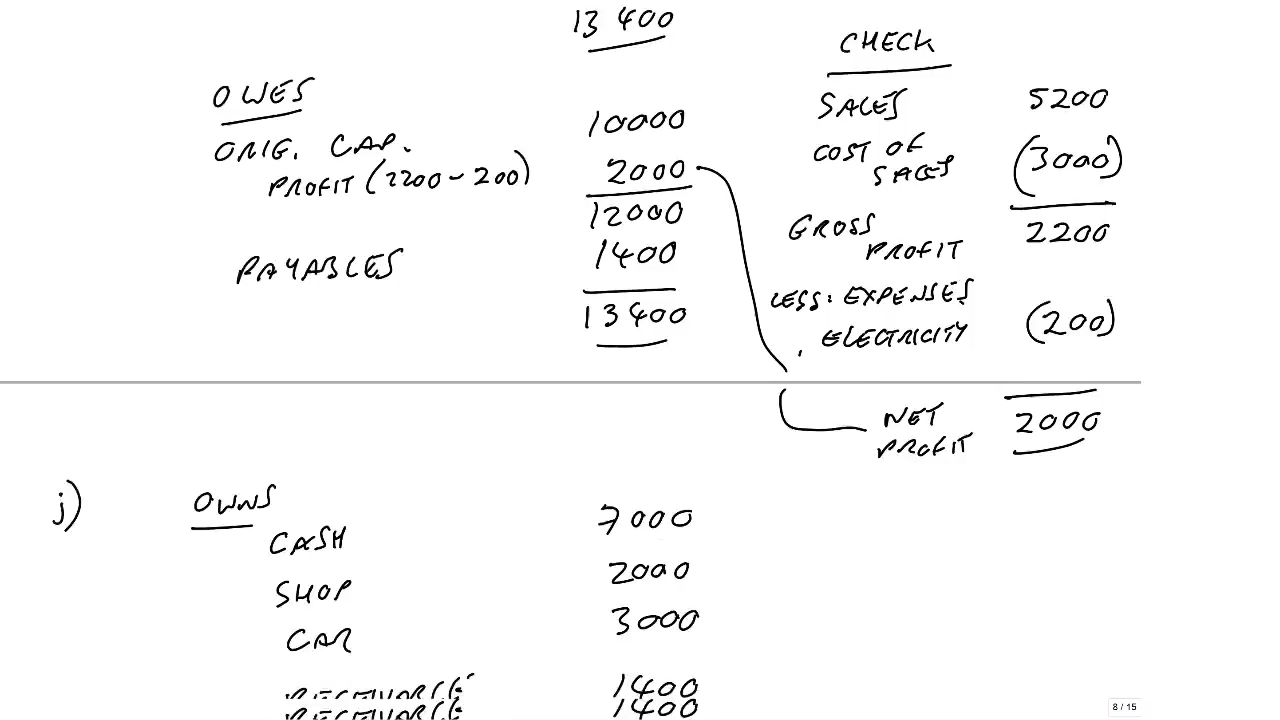 13 400
CHECK
OWES
SALES 5200
ORIG. CAP. 10000
COST OF SALES (3000)
PROFIT (2200 - 200) 2000
12000
GROSS PROFIT 2200
PAYABLES 1400
LESS: EXPENSES
13400
ELECTRICITY (200)
NET PROFIT 2000
j) OWNS
CASH 7000
SHOP 2000
CAR 3000
1400
1400
8 / 15